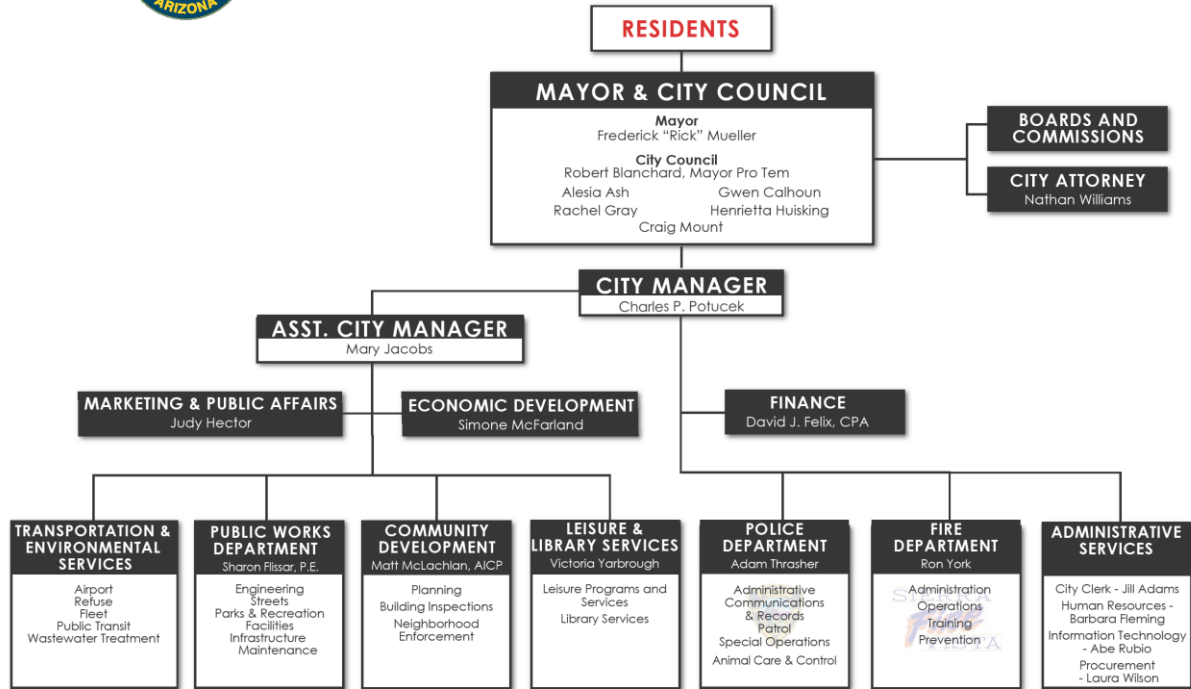 ARIZONA
RESIDENTS
MAYOR & CITY COUNCIL
Mayor
Frederick “Rick” Mueller
City Council
Robert Blanchard, Mayor Pro Tem
Alesia Ash
Gwen Calhoun
Rachel Gray
Henrietta Huisking
Craig Mount
BOARDS AND
COMMISSIONS
CITY ATTORNEY
Nathan Williams
CITY MANAGER
Charles P. Potucek
ASST. CITY MANAGER
Mary Jacobs
MARKETING & PUBLIC AFFAIRS
Judy Hector
ECONOMIC DEVELOPMENT
Simone McFarland
FINANCE
David J. Felix, CPA
TRANSPORTATION &
ENVIRONMENTAL
SERVICES
Airport
Refuse
Fleet
Public Transit
Wastewater Treatment
PUBLIC WORKS
DEPARTMENT
Sharon Flissar, P.E.
Engineering
Streets
Parks & Recreation
Facilities
Infrastructure
Maintenance
COMMUNITY
DEVELOPMENT
Matt McLachlan, AICP
Planning
Building Inspections
Neighborhood
Enforcement
LEISURE &
LIBRARY SERVICES
Victoria Yarbrough
Leisure Programs and
Services
Library Services
POLICE
DEPARTMENT
Adam Thrasher
Administrative
Communications
& Records
Patrol
Special Operations
Animal Care & Control
FIRE
DEPARTMENT
Ron York
SIERRA
Fire
VISTA
Administration
Operations
Training
Prevention
ADMINISTRATIVE
SERVICES
City Clerk - Jill Adams
Human Resources -
Barbara Fleming
Information Technology
- Abe Rubio
Procurement
- Laura Wilson